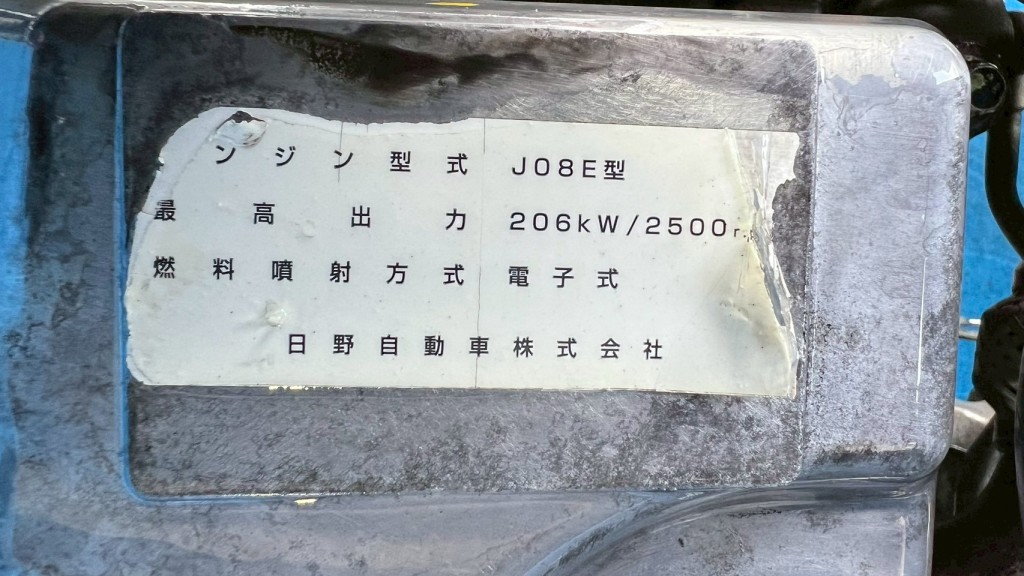 ンジン型式 J08E型
最高出力 206kW/2500r.
燃料噴射方式 電子式
日野自動車株式会社